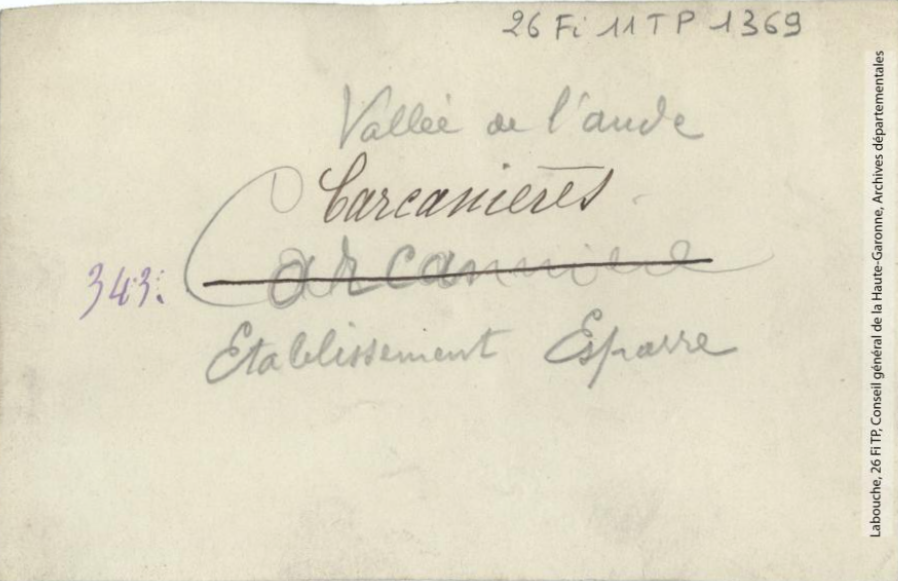 26 Fi 11 TP 1369
Vallée de l'aude
Carcanières
Carcanniere
343.
Etablissement Esparre
Labouche, 26 Fi TP, Conseil général de la Haute-Garonne, Archives départementales